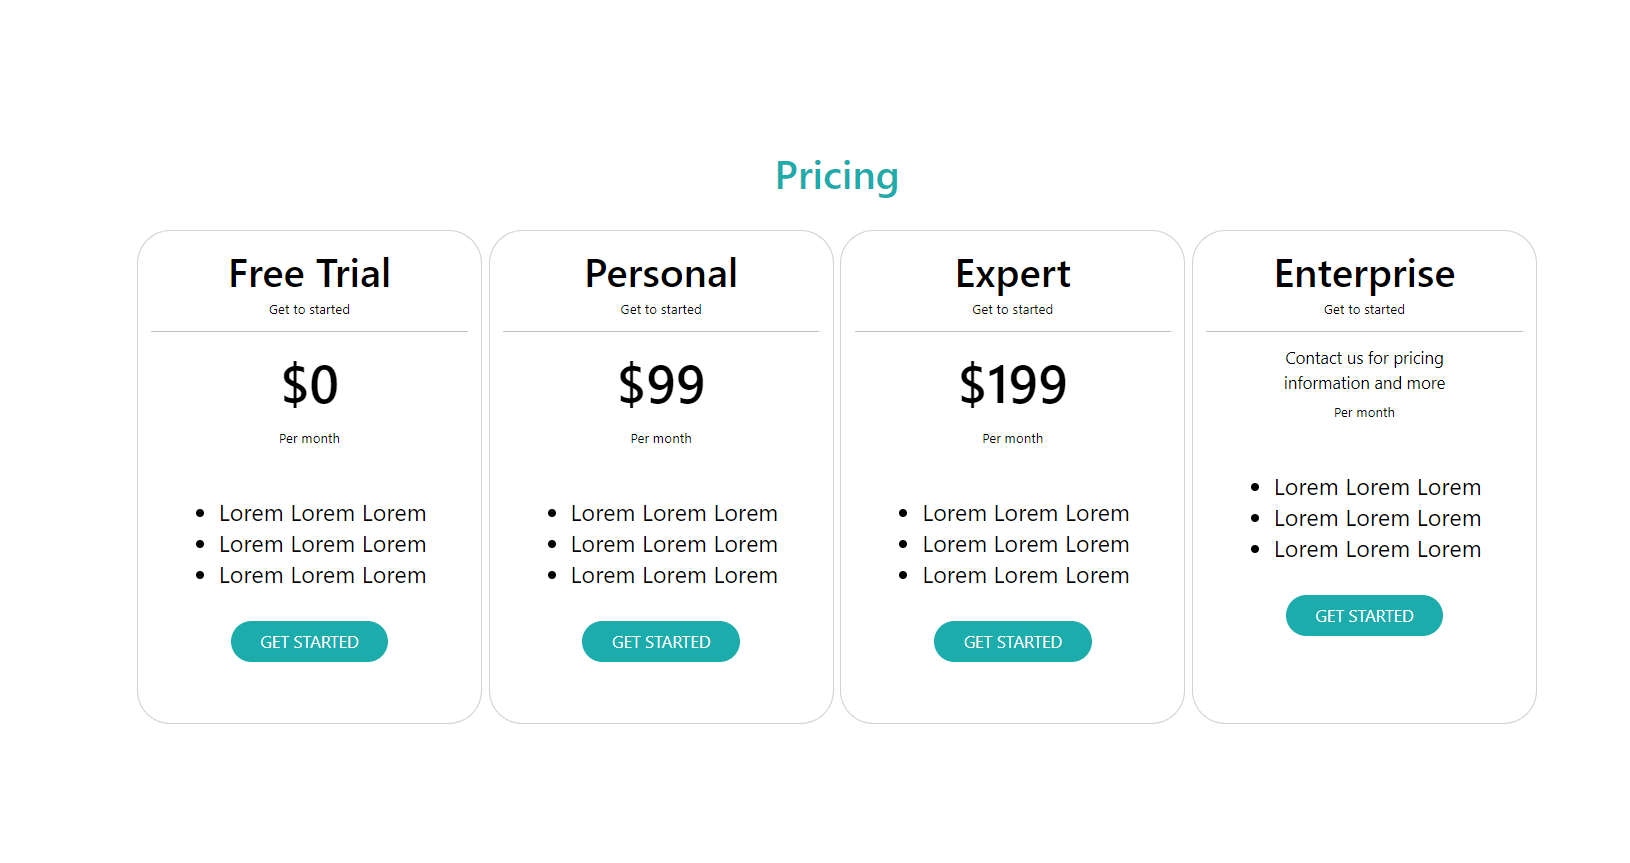 Pricing
Free Trial
Get to started
$0
Per month
Lorem Lorem Lorem
Lorem Lorem Lorem
Lorem Lorem Lorem
GET STARTED
Personal
Get to started
$99
Per month
Lorem Lorem Lorem
Lorem Lorem Lorem
Lorem Lorem Lorem
GET STARTED
Expert
Get to started
$199
Per month
Lorem Lorem Lorem
Lorem Lorem Lorem
Lorem Lorem Lorem
GET STARTED
Enterprise
Get to started
Contact us for pricing
information and more
Per month
Lorem Lorem Lorem
Lorem Lorem Lorem
Lorem Lorem Lorem
GET STARTED